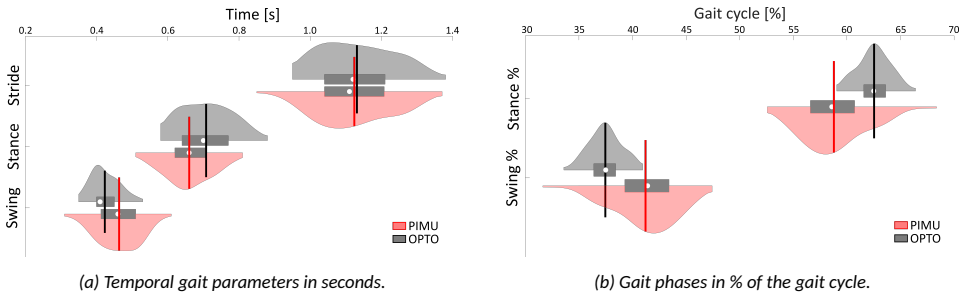 Time [s]
0.2 0.4 0.6 0.8 1.0 1.2 1.4
Stride
Stance
Swing
PIMU
OPTO
(a) Temporal gait parameters in seconds.
Gait cycle [%]
30 35 40 45 50 55 60 65 70
Stance %
Swing %
PIMU
OPTO
(b) Gait phases in % of the gait cycle.